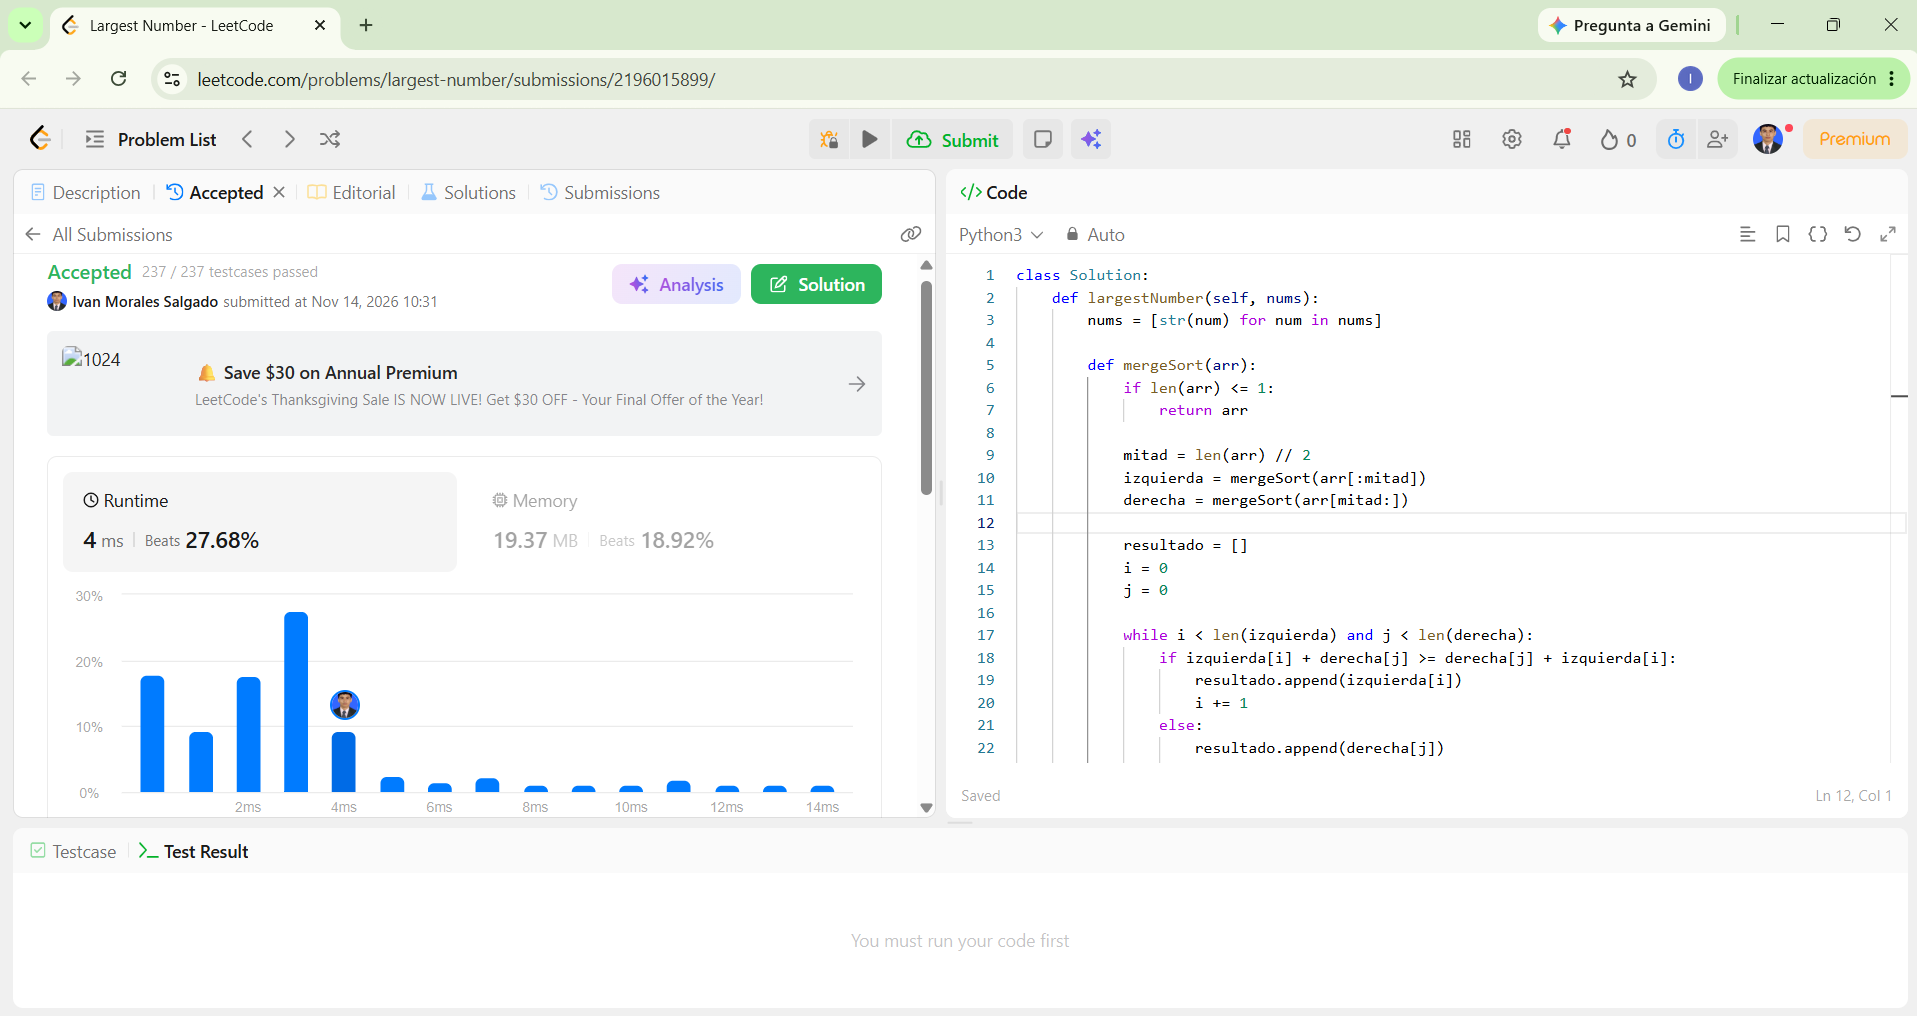 Largest Number - LeetCode
Pregunta a Gemini
leetcode.com/problems/largest-number/submissions/2196015899/
I
Finalizar actualización
Problem List
Submit
0
Premium
Description
Accepted
Editorial
Solutions
Submissions
All Submissions
Accepted 237 / 237 testcases passed
Ivan Morales Salgado submitted at Nov 14, 2026 10:31
Analysis
Solution
1024
Save $30 on Annual Premium
LeetCode's Thanksgiving Sale IS NOW LIVE! Get $30 OFF - Your Final Offer of the Year!
Runtime
4 ms Beats 27.68%
Memory
19.37 MB Beats 18.92%
30%
20%
10%
0%
2ms 4ms 6ms 8ms 10ms 12ms 14ms
</> Code
Python3 Auto
1 class Solution:
2 def largestNumber(self, nums):
3 nums = [str(num) for num in nums]
4
5 def mergeSort(arr):
6 if len(arr) <= 1:
7 return arr
8
9 mitad = len(arr) // 2
10 izquierda = mergeSort(arr[:mitad])
11 derecha = mergeSort(arr[mitad:])
12
13 resultado = []
14 i = 0
15 j = 0
16
17 while i < len(izquierda) and j < len(derecha):
18 if izquierda[i] + derecha[j] >= derecha[j] + izquierda[i]:
19 resultado.append(izquierda[i])
20 i += 1
21 else:
22 resultado.append(derecha[j])
Saved
Ln 12, Col 1
Testcase
Test Result
You must run your code first